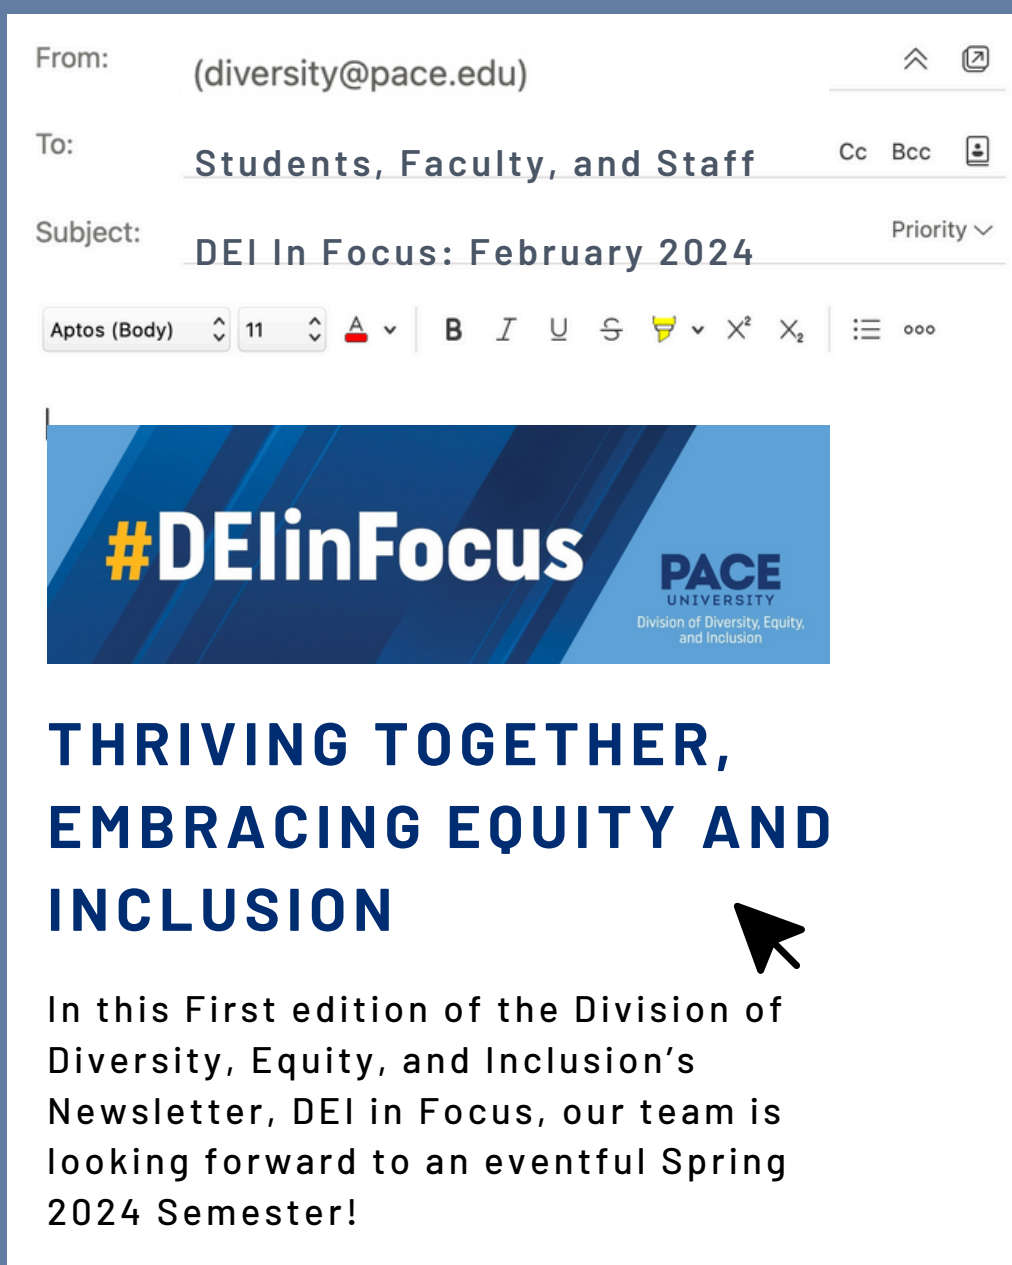 From:
(diversity@pace.edu)
To:
Students, Faculty, and Staff
Cc Bcc
Subject:
DEI In Focus: February 2024
Priority
Aptos (Body) 11 A B I U S X² X₂
#DEIinFocus
PACE
UNIVERSITY
Division of Diversity, Equity,
and Inclusion
THRIVING TOGETHER,
EMBRACING EQUITY AND
INCLUSION
In this First edition of the Division of
Diversity, Equity, and Inclusion’s
Newsletter, DEI in Focus, our team is
looking forward to an eventful Spring
2024 Semester!